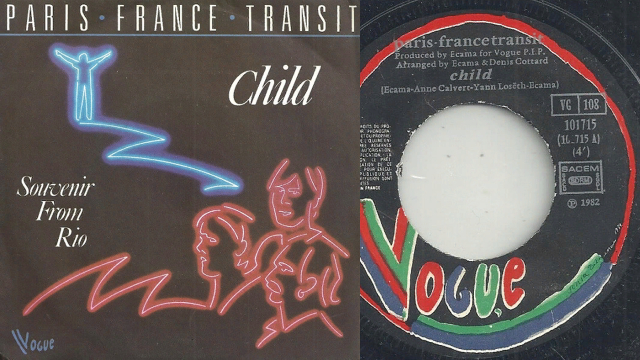 PARIS · FRANCE · TRANSIT
Child
Souvenir
From
Rio
Vogue
paris-francetransit
Produced by Ecama for Vogue P.I.P.
Arranged by Ecama & Denis Cottard
child
(Ecama-Anne Calvert-Yann Loseth-Ecama)
VG 108
101715
(4')
SACEM
℗ 1982
VOGUE